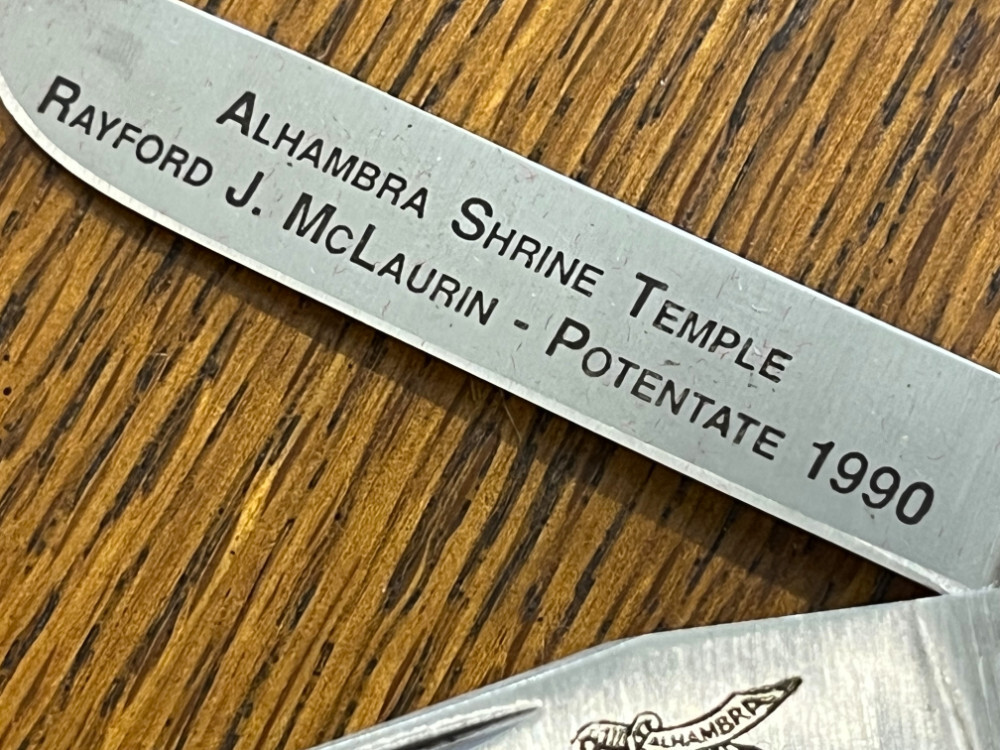 ALHAMBRA SHRINE TEMPLE
RAYFORD J. McLAURIN - POTENTATE 1990
ALHAMBRA